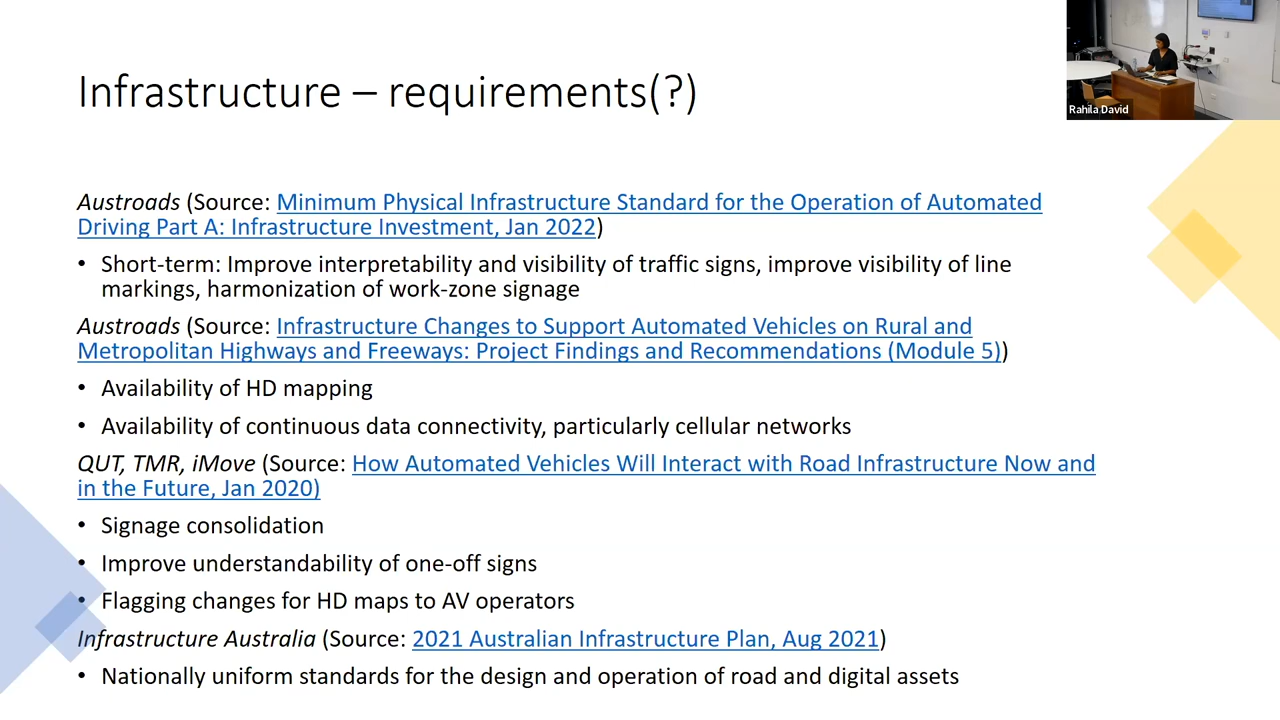 Infrastructure – requirements(?)
Rahila David
Austroads (Source: Minimum Physical Infrastructure Standard for the Operation of Automated
Driving Part A: Infrastructure Investment, Jan 2022)
• Short-term: Improve interpretability and visibility of traffic signs, improve visibility of line
markings, harmonization of work-zone signage
Austroads (Source: Infrastructure Changes to Support Automated Vehicles on Rural and
Metropolitan Highways and Freeways: Project Findings and Recommendations (Module 5))
• Availability of HD mapping
• Availability of continuous data connectivity, particularly cellular networks
QUT, TMR, iMove (Source: How Automated Vehicles Will Interact with Road Infrastructure Now and
in the Future, Jan 2020)
• Signage consolidation
• Improve understandability of one-off signs
• Flagging changes for HD maps to AV operators
Infrastructure Australia (Source: 2021 Australian Infrastructure Plan, Aug 2021)
• Nationally uniform standards for the design and operation of road and digital assets